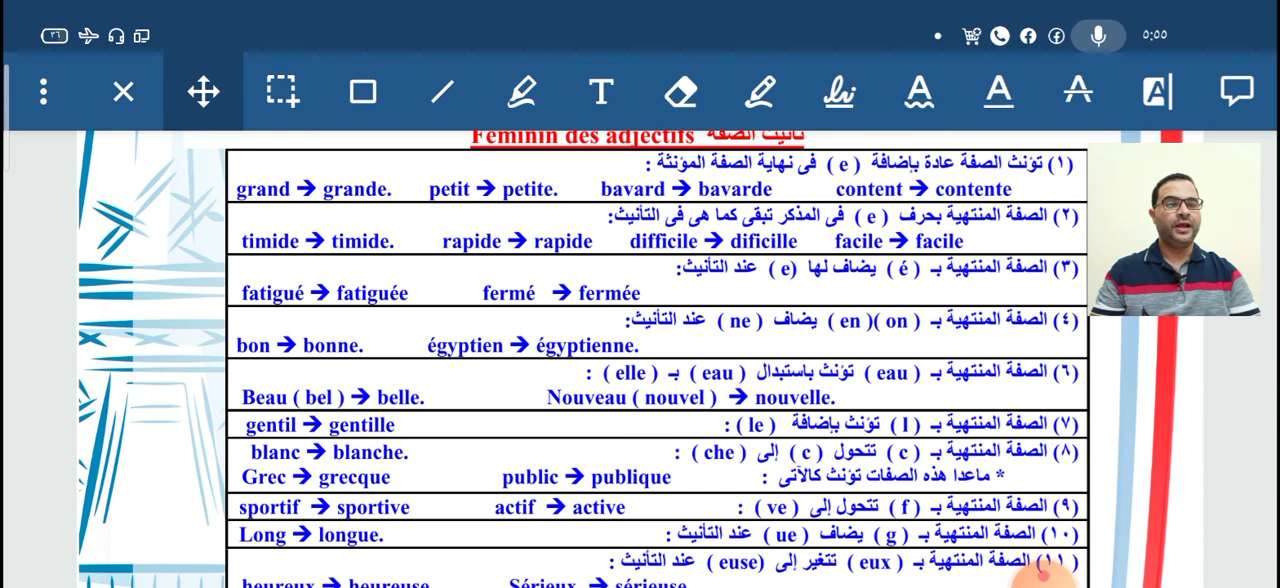 ٣٦
٥:٥٥
Féminin des adjectifs تأنيث الصفة
(١) تؤنث الصفة عادة بإضافة ( e ) فى نهاية الصفة المؤنثة :
grand → grande. petit → petite. bavard → bavarde content → contente
(٢) الصفة المنتهية بحرف ( e ) فى المذكر تبقى كما هى فى التأنيث:
timide → timide. rapide → rapide difficile → dificille facile → facile
(٣) الصفة المنتهية بـ ( é ) يضاف لها (e ) عند التأنيث:
fatigué → fatiguée fermé → fermée
(٤) الصفة المنتهية بـ ( on )( en ) يضاف ( ne ) عند التأنيث:
bon → bonne. égyptien → égyptienne.
(٦) الصفة المنتهية بـ ( eau ) تؤنث باستبدال ( eau ) بـ ( elle ) :
Beau ( bel ) → belle. Nouveau ( nouvel ) → nouvelle.
(٧) الصفة المنتهية بـ ( l ) تؤنث بإضافة ( le ) : gentil → gentille
(٨) الصفة المنتهية بـ ( c ) تتحول ( c ) إلى ( che ) : blanc → blanche.
* ماعدا هذه الصفات تؤنث كالآتى : public → publique Grec → grecque
(٩) الصفة المنتهية بـ ( f ) تتحول إلى ( ve ) : actif → active sportif → sportive
(١٠) الصفة المنتهية بـ ( g ) يضاف ( ue ) عند التأنيث : Long → longue.
(١١) الصفة المنتهية بـ ( eux ) تتغير إلى ( euse) عند التأنيث :
heureux → heureuse Sérieux → sérieuse